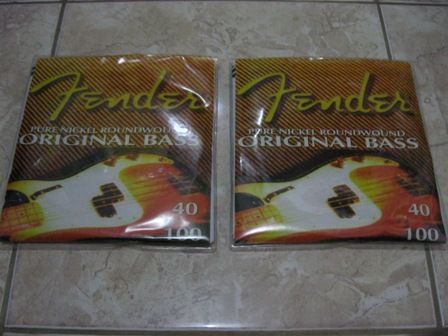 Fender
PURE NICKEL ROUNDWOUND
ORIGINAL BASS
40
100
Fender
PURE NICKEL ROUNDWOUND
ORIGINAL BASS
40
100